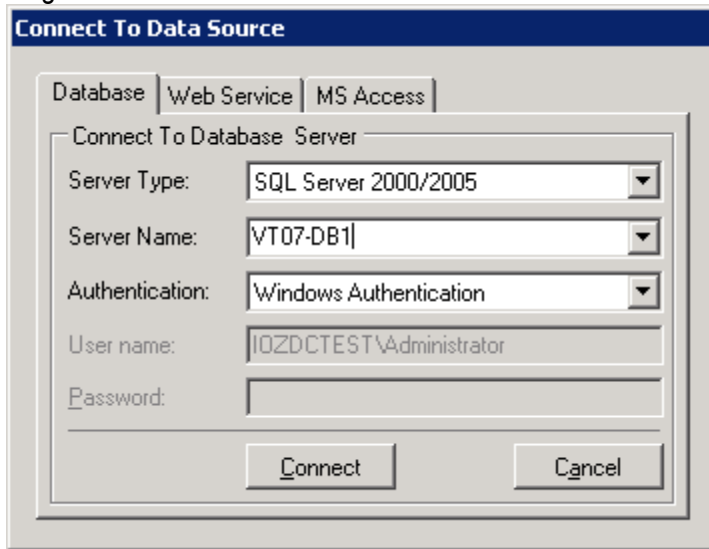 Connect To Data Source
Database Web Service MS Access
Connect To Database Server
Server Type: SQL Server 2000/2005
Server Name: VT07-DB1
Authentication: Windows Authentication
User name: IOZDCTEST\Administrator
Password:
Connect Cancel